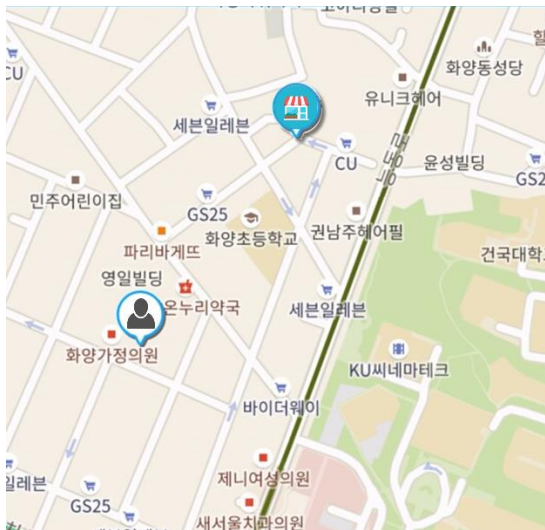 화양동성당
CU
유니크헤어
세븐일레븐
능동로
CU
윤성빌딩
GS2
민주어린이집
GS25
화양초등학교
권남주헤어필
파리바게뜨
건국대학
영일빌딩
온누리약국
세븐일레븐
화양가정의원
KU씨네마테크
바이더웨이
제니여성의원
일레븐
GS25
새서울치과의원